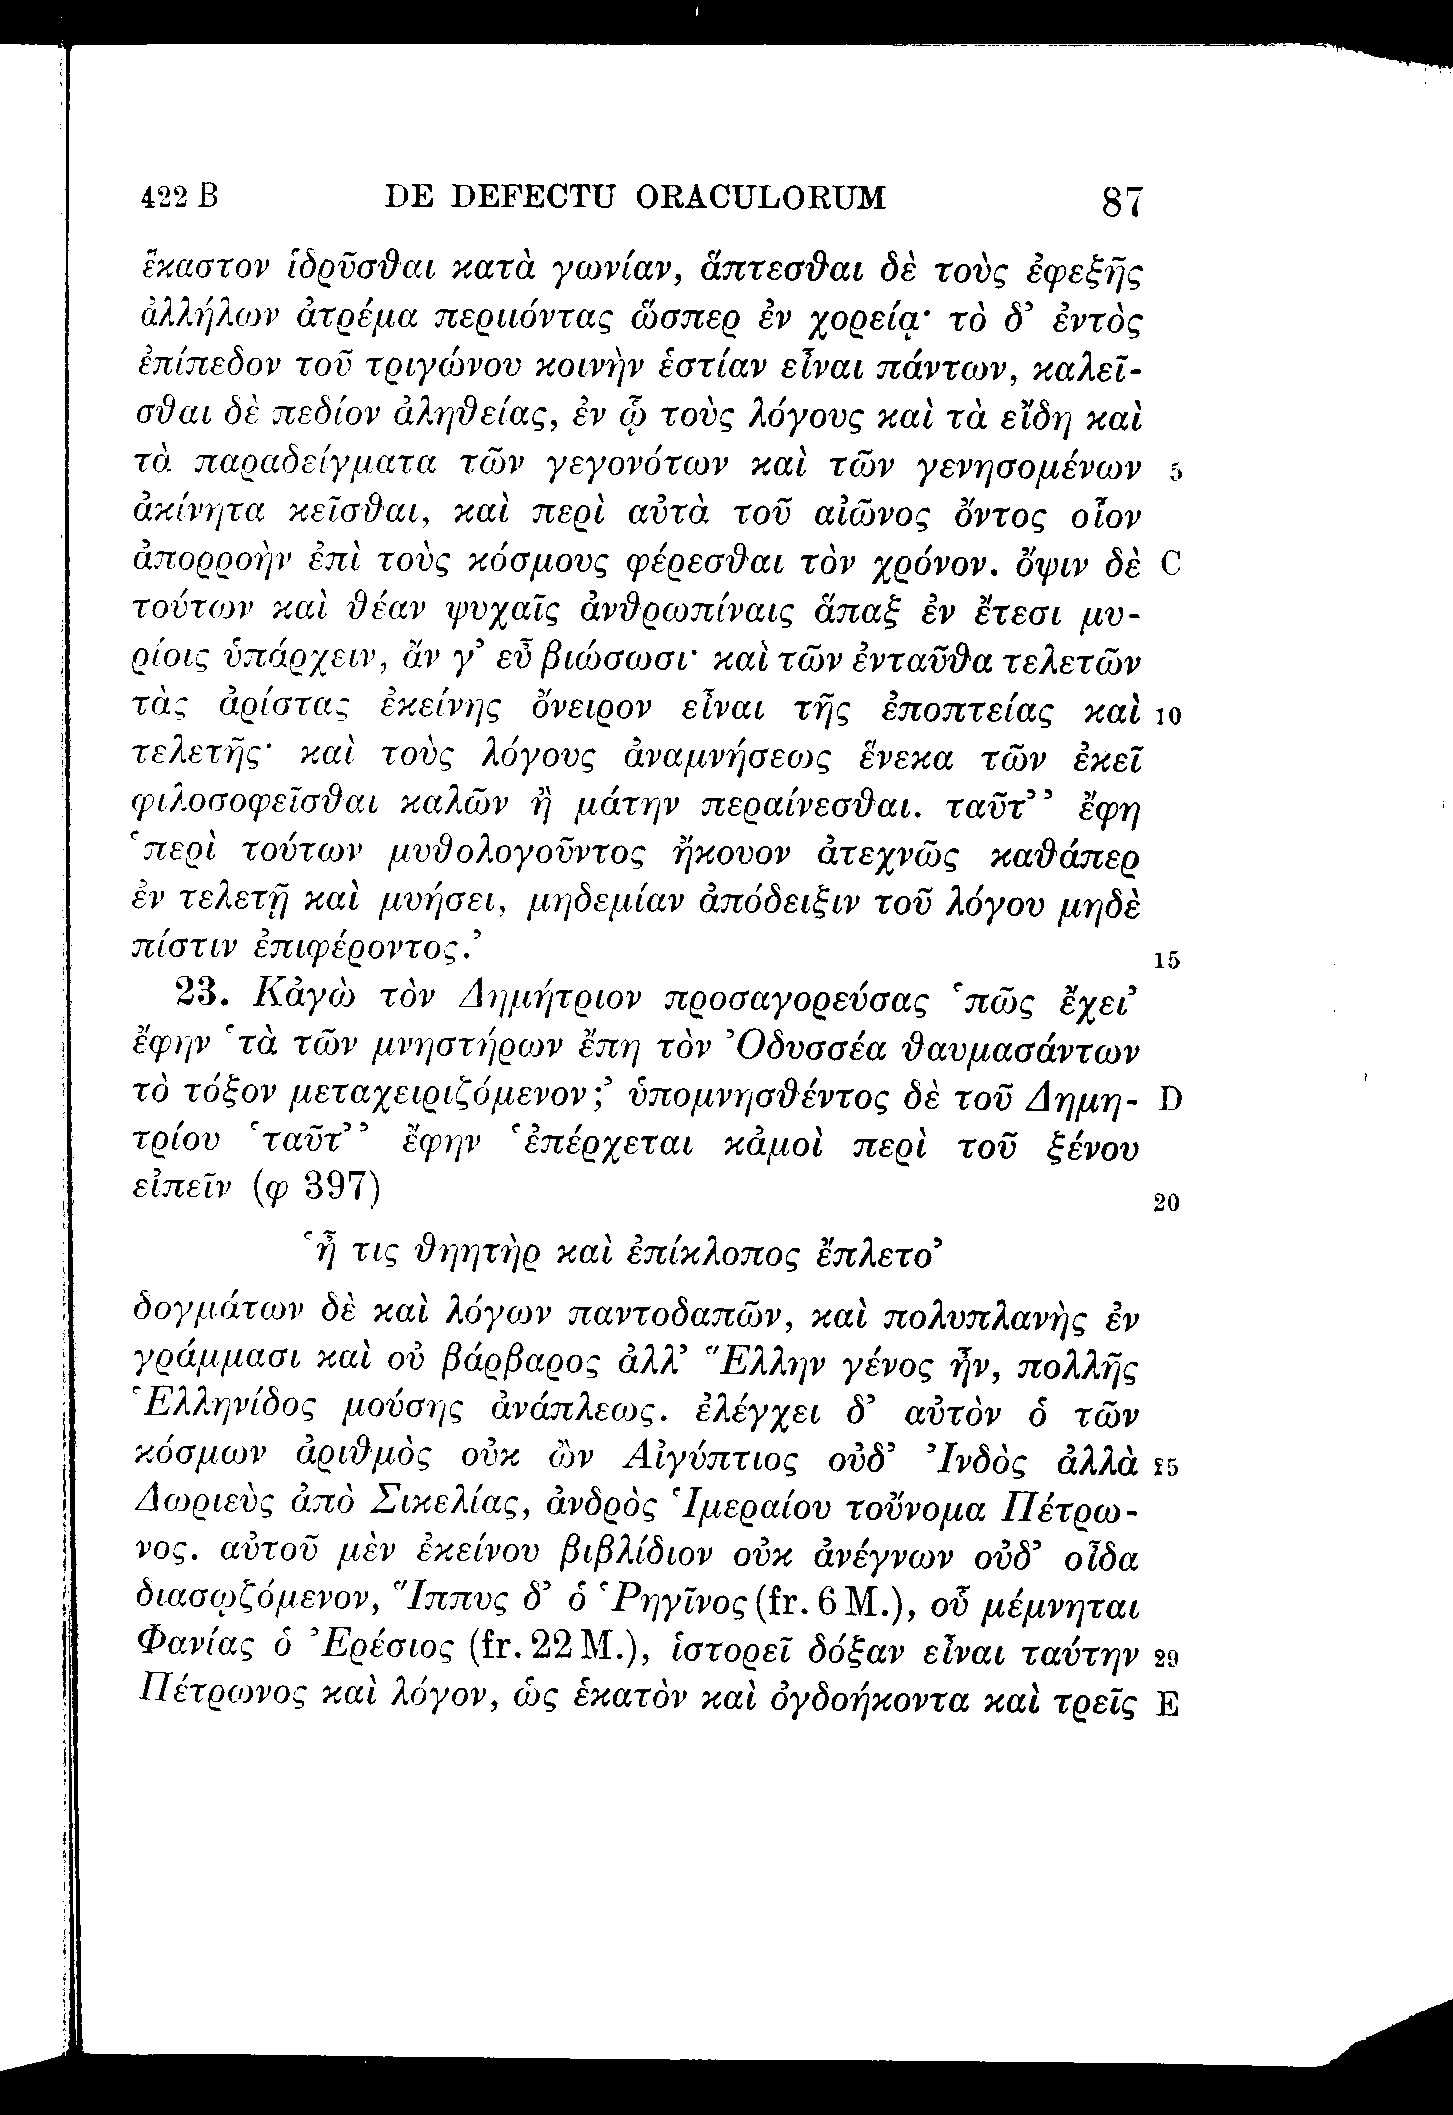 422 B DE DEFECTU ORACULORUM 87
ἕκαστον ἱδρῦσθαι κατὰ γωνίαν, ἅπτεσθαι δὲ τοὺς ἐφεξῆς
ἀλλήλων ἀτρέμα περιιόντας ὥσπερ ἐν χορείᾳ· τὸ δ’ ἐντὸς
ἐπίπεδον τοῦ τριγώνου κοινὴν ἑστίαν εἶναι πάντων, καλεῖ-
σθαι δὲ πεδίον ἀληθείας, ἐν ᾧ τοὺς λόγους καὶ τὰ εἴδη καὶ
τὰ παραδείγματα τῶν γεγονότων καὶ τῶν γενησομένων 5
ἀκίνητα κεῖσθαι, καὶ περὶ αὐτὰ τοῦ αἰῶνος ὄντος οἷον
ἀπορροὴν ἐπὶ τοὺς κόσμους φέρεσθαι τὸν χρόνον. ὄψιν δὲ C
τούτων καὶ θέαν ψυχαῖς ἀνθρωπίναις ἅπαξ ἐν ἔτεσι μυ-
ρίοις ὑπάρχειν, ἄν γ’ εὖ βιώσωσι· καὶ τῶν ἐνταῦθα τελετῶν
τὰς ἀρίστας ἐκείνης ὄνειρον εἶναι τῆς ἐποπτείας καὶ 10
τελετῆς· καὶ τοὺς λόγους ἀναμνήσεως ἕνεκα τῶν ἐκεῖ
φιλοσοφεῖσθαι καλῶν ἢ μάτην περαίνεσθαι. ταῦτ’’ ἔφη
‘περὶ τούτων μυθολογοῦντος ἤκουον ἀτεχνῶς καθάπερ
ἐν τελετῇ καὶ μυήσει, μηδεμίαν ἀπόδειξιν τοῦ λόγου μηδὲ
πίστιν ἐπιφέροντος.’ 15
23. Κἀγὼ τὸν Δημήτριον προσαγορεύσας ‘πῶς ἔχει’
ἔφην ‘τὰ τῶν μνηστήρων ἔπη τὸν Ὀδυσσέα θαυμασάντων
τὸ τόξον μεταχειριζόμενον;’ ὑπομνησθέντος δὲ τοῦ Δημη- D
τρίου ‘ταῦτ’’ ἔφην ‘ἐπέρχεται κἀμοὶ περὶ τοῦ ξένου
εἰπεῖν (φ 397) 20
‘ἦ τις θηητὴρ καὶ ἐπίκλοπος ἔπλετο’
δογμάτων δὲ καὶ λόγων παντοδαπῶν, καὶ πολυπλανὴς ἐν
γράμμασι καὶ οὐ βάρβαρος ἀλλ’ Ἕλλην γένος ἦν, πολλῆς
Ἑλληνίδος μούσης ἀνάπλεως. ἐλέγχει δ’ αὐτὸν ὁ τῶν
κόσμων ἀριθμὸς οὐκ ὢν Αἰγύπτιος οὐδ’ Ἰνδὸς ἀλλὰ 25
Δωριεὺς ἀπὸ Σικελίας, ἀνδρὸς Ἱμεραίου τοὔνομα Πέτρω-
νος. αὐτοῦ μὲν ἐκείνου βιβλίδιον οὐκ ἀνέγνων οὐδ’ οἶδα
διασῳζόμενον, Ἵππυς δ’ ὁ Ῥηγῖνος (fr. 6 M.), οὗ μέμνηται
Φανίας ὁ Ἐρέσιος (fr. 22 M.), ἱστορεῖ δόξαν εἶναι ταύτην 29
Πέτρωνος καὶ λόγον, ὡς ἑκατὸν καὶ ὀγδοήκοντα καὶ τρεῖς E